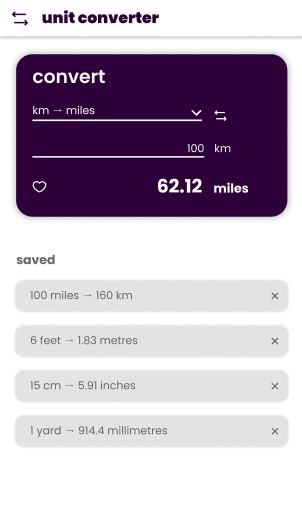 unit converter
convert
km → miles
100 km
62.12 miles
saved
100 miles → 160 km
6 feet → 1.83 metres
15 cm → 5.91 inches
1 yard → 914.4 millimetres